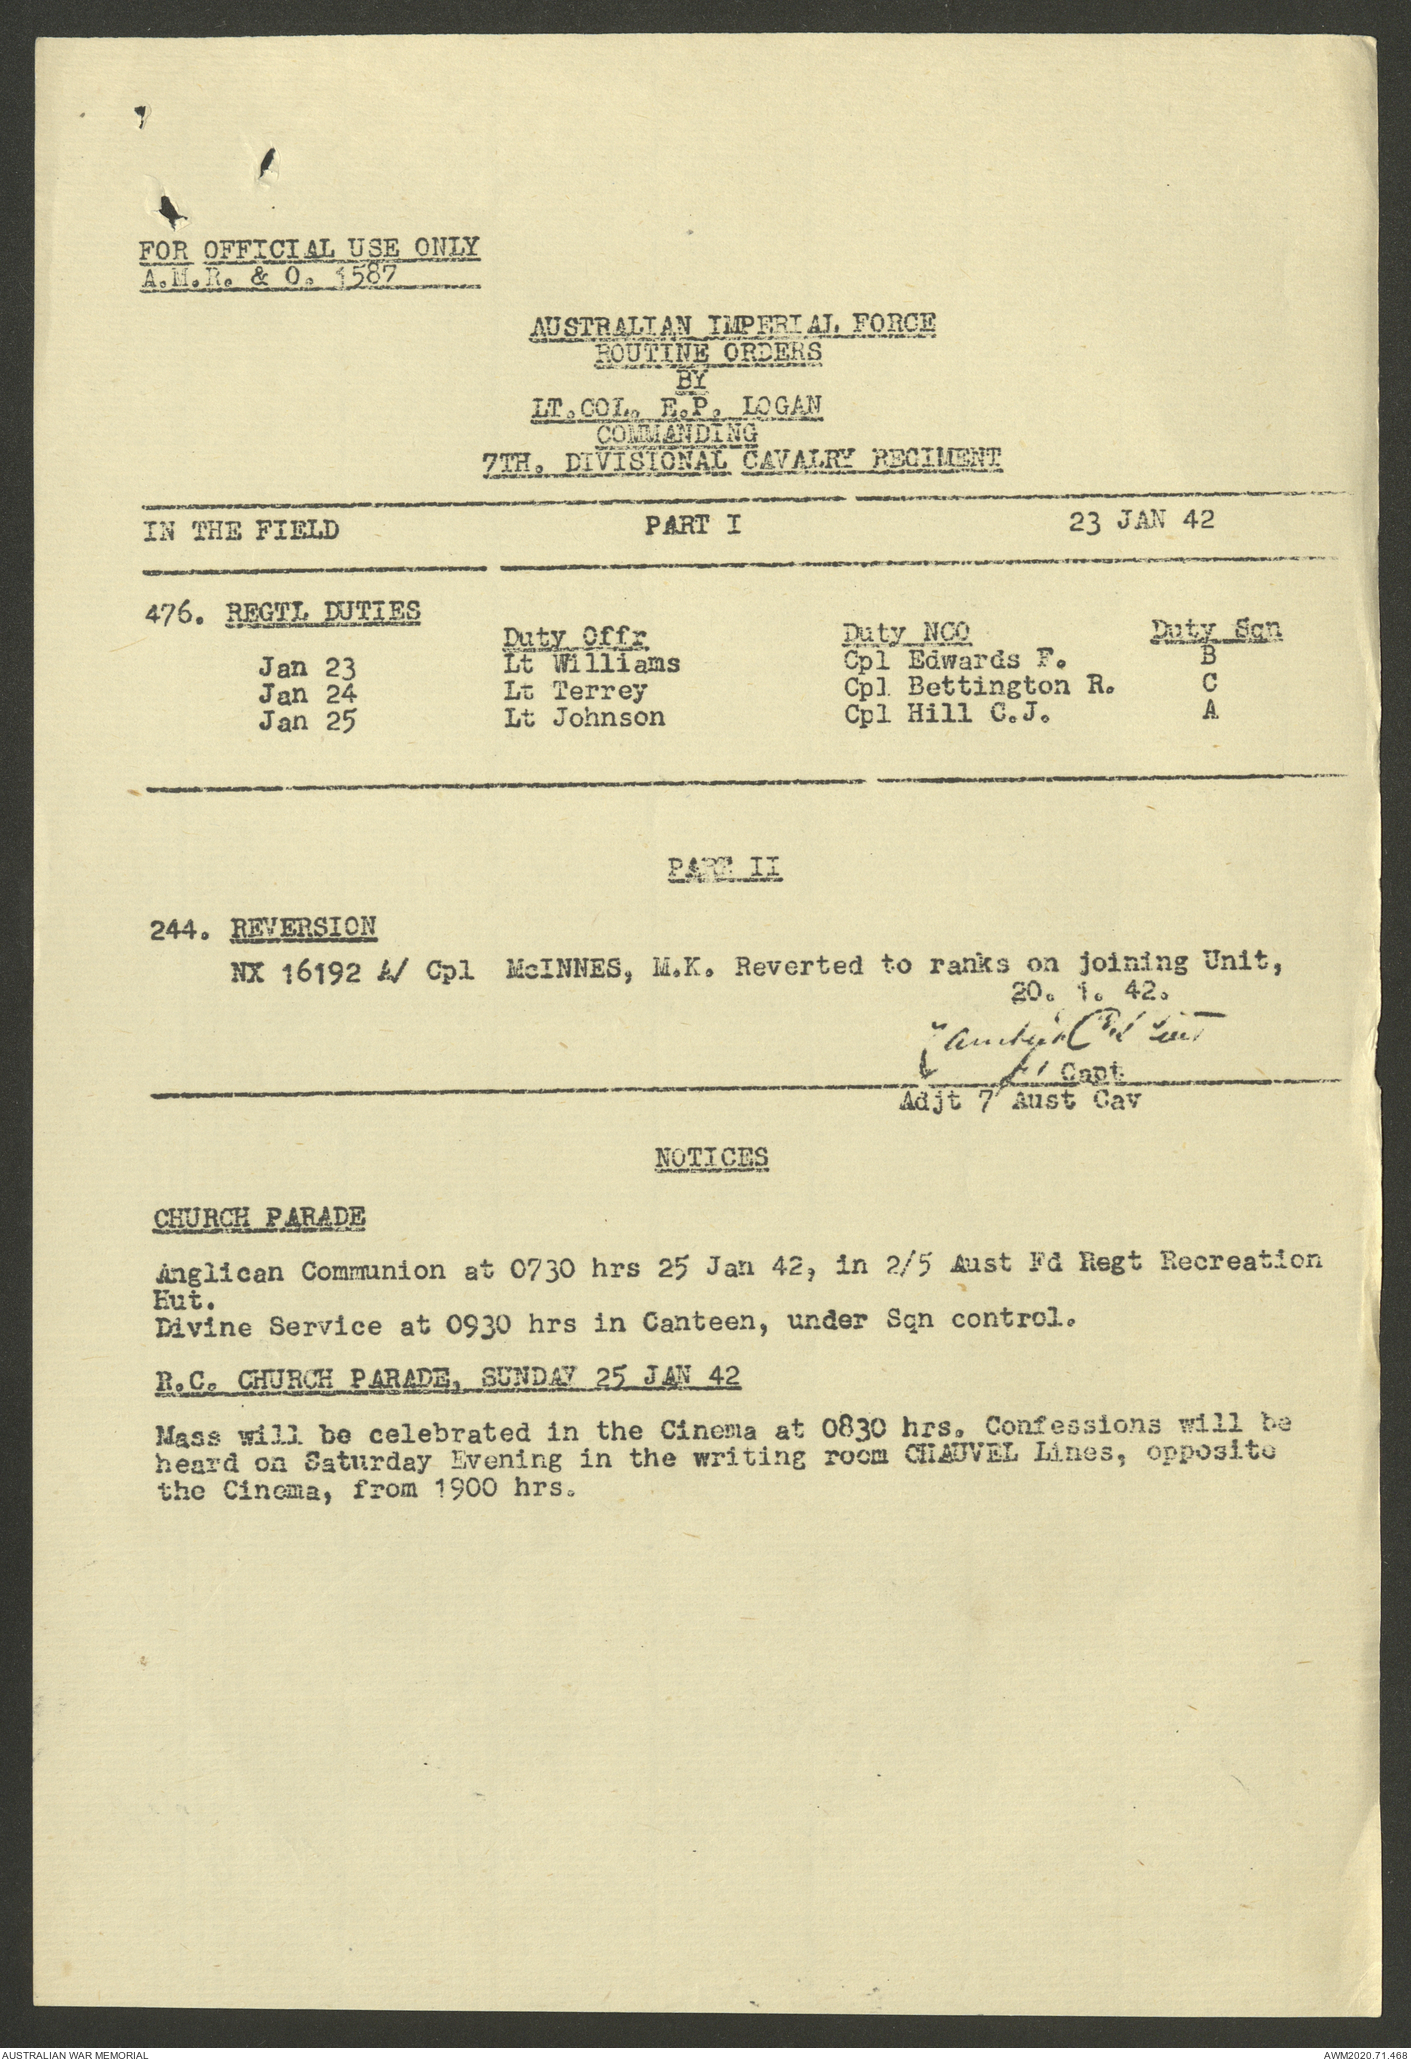 FOR OFFICIAL USE ONLY
A.M.R. & O. 1587
AUSTRALIAN IMPERIAL FORCE
ROUTINE ORDERS
BY
LT.COL. E.P. LOGAN
COMMANDING
7TH. DIVISIONAL CAVALRY REGIMENT
IN THE FIELD PART I 23 JAN 42
476. REGTL DUTIES
Duty Offr Duty NCO Duty Sqn
Jan 23 Lt Williams Cpl Edwards F. B
Jan 24 Lt Terrey Cpl Bettington R. C
Jan 25 Lt Johnson Cpl Hill C.J. A
PART II
244. REVERSION
NX 16192 A/ Cpl McINNES, M.K. Reverted to ranks on joining Unit,
20. 1. 42.
Capt
Adjt 7 Aust Cav
NOTICES
CHURCH PARADE
Anglican Communion at 0730 hrs 25 Jan 42, in 2/5 Aust Fd Regt Recreation
Hut.
Divine Service at 0930 hrs in Canteen, under Sqn control.
R.C. CHURCH PARADE, SUNDAY 25 JAN 42
Mass will be celebrated in the Cinema at 0830 hrs. Confessions will be
heard on Saturday Evening in the writing room CHAUVEL Lines, opposite
the Cinema, from 1900 hrs.
AUSTRALIAN WAR MEMORIAL AWM2020.71.468